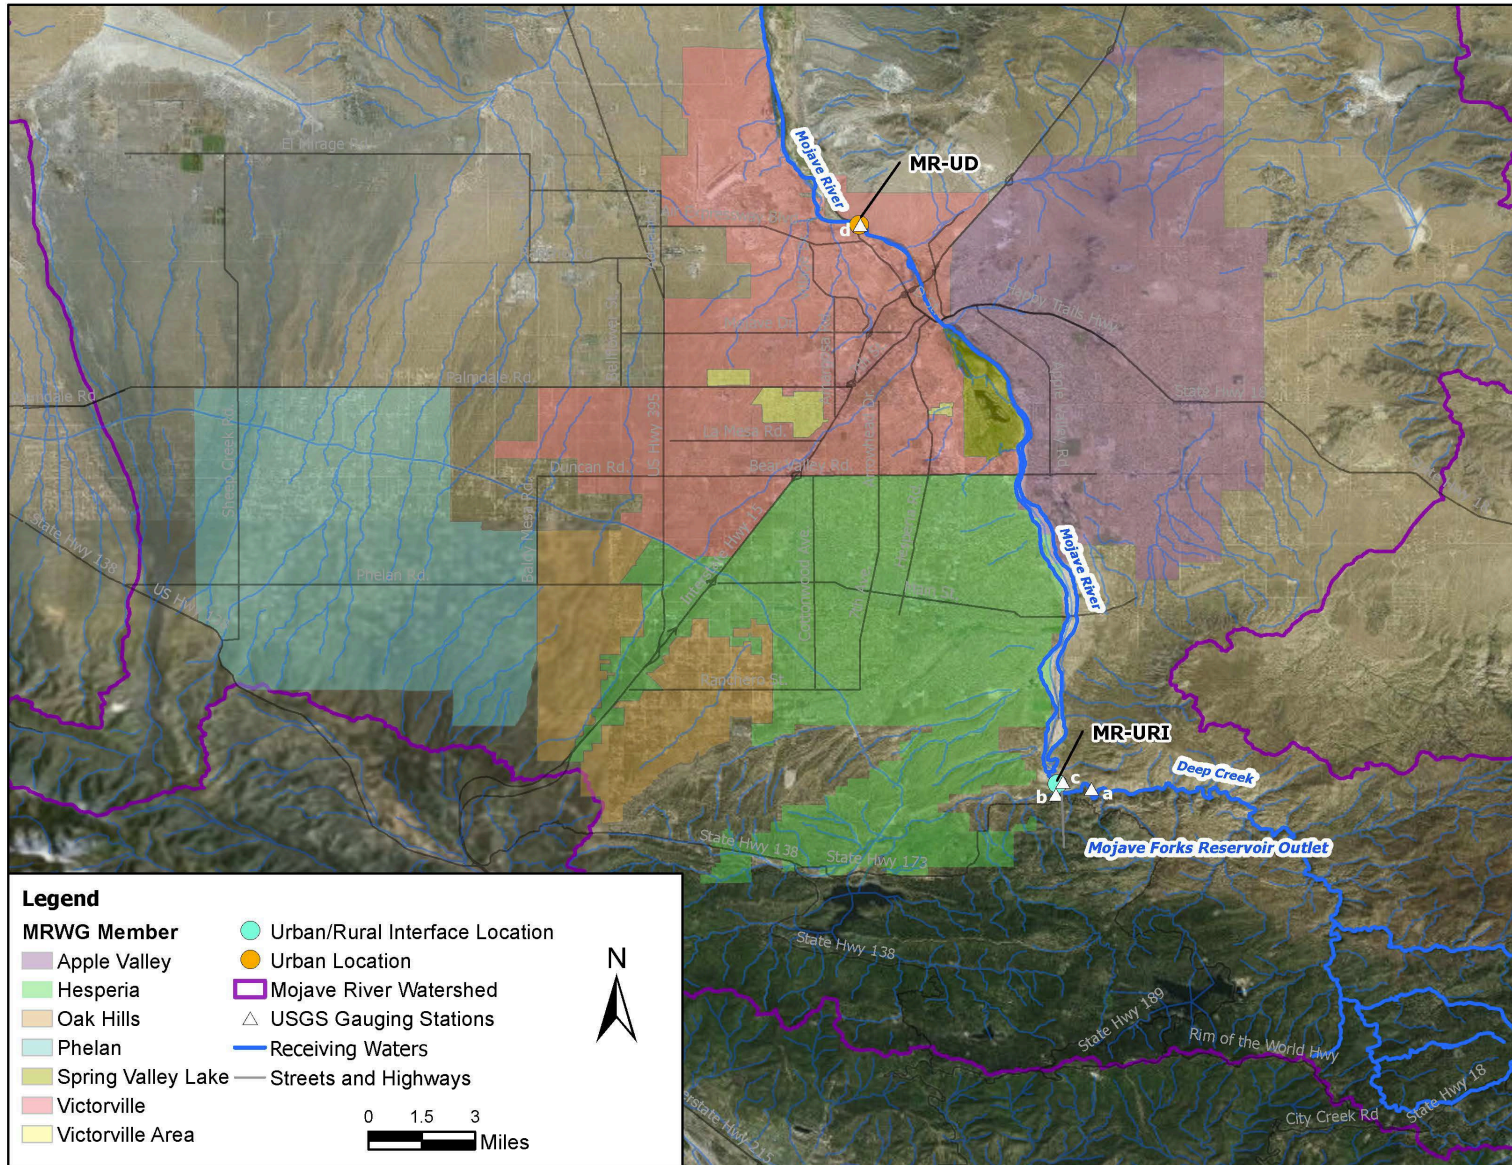 El Mirage Rd.
Mojave River
MR-UD
d
Happy Trails Hwy
Palmdale Rd.
State Hwy 18
La Mesa Rd.
US Hwy 395
Duncan Rd.
Bear Valley Rd.
Baldy Mesa Rd.
State Hwy 138
Phelan Rd.
Mojave River
Ranchero St.
MR-URI
c
b
a
Deep Creek
Mojave Forks Reservoir Outlet
State Hwy 138
State Hwy 173
State Hwy 138
State Hwy 189
Rim of the World Hwy
State Hwy 18
City Creek Rd
Legend
MRWG Member
Apple Valley
Hesperia
Oak Hills
Phelan
Spring Valley Lake
Victorville
Victorville Area
Urban/Rural Interface Location
Urban Location
Mojave River Watershed
USGS Gauging Stations
Receiving Waters
Streets and Highways
N
0 1.5 3
Miles